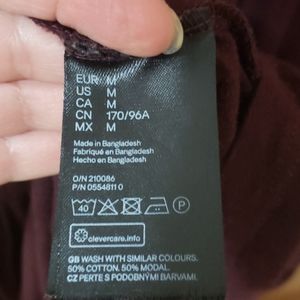 EUR M
US M
CA M
CN 170/96A
MX M
Made in Bangladesh
Fabriqué en Bangladesh
Hecho en Bangladesh
O/N 210086
P/N 0554811 0
40 P
clevercare.info
GB WASH WITH SIMILAR COLOURS.
50% COTTON. 50% MODAL.
CZ PERTE S PODOBNÝMI BARVAMI.